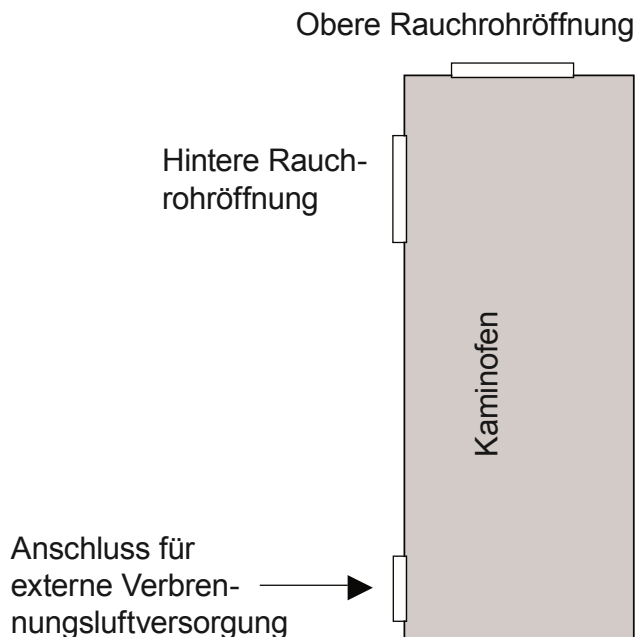 Obere Rauchrohröffnung
Hintere Rauch-
rohröffnung
Kaminofen
Anschluss für
externe Verbren-
nungsluftversorgung